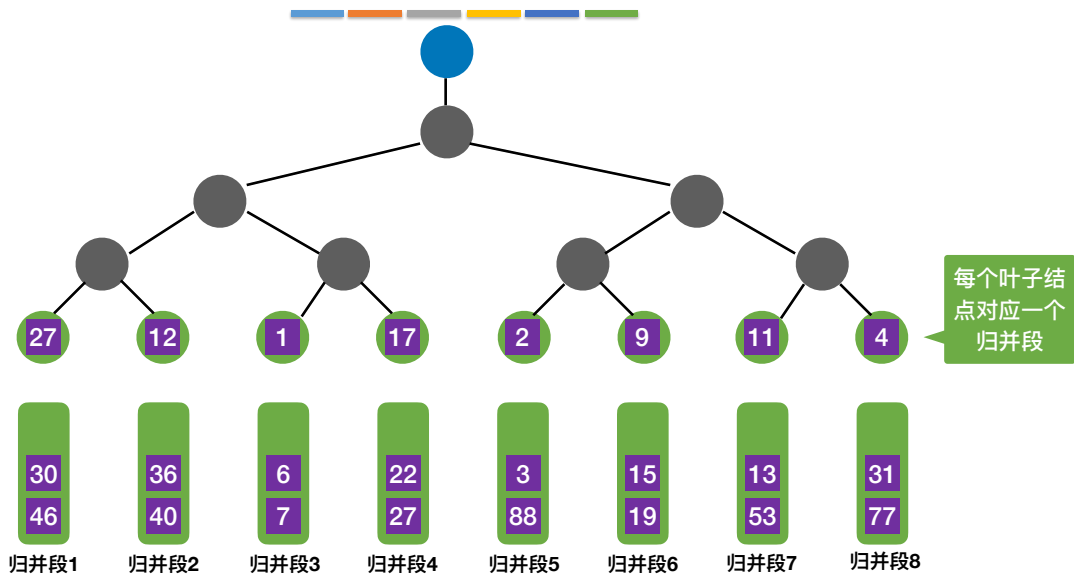 27 12 1 17 2 9 11 4
每个叶子结
点对应一个
归并段
30 36 6 22 3 15 13 31
46 40 7 27 88 19 53 77
归并段1 归并段2 归并段3 归并段4 归并段5 归并段6 归并段7 归并段8